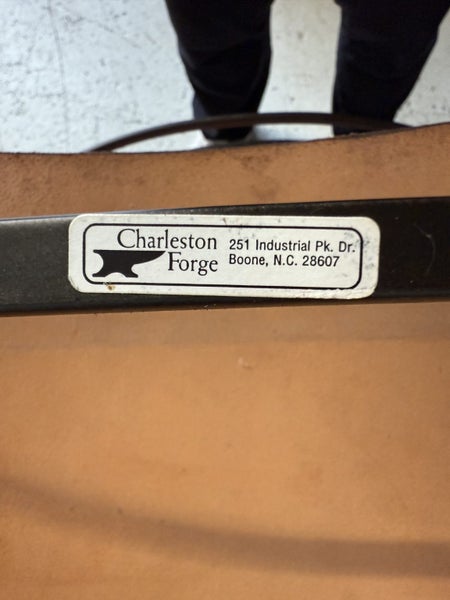 Charleston
Forge
251 Industrial Pk. Dr.
Boone, N.C. 28607